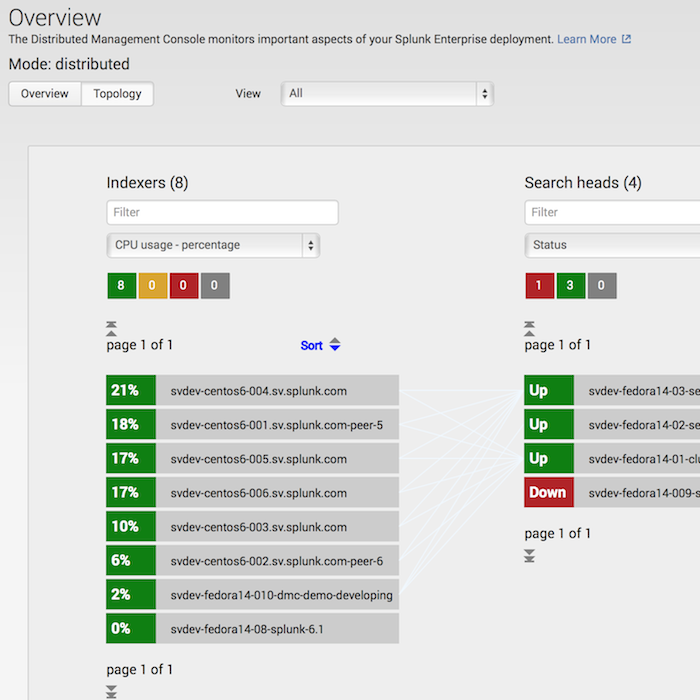 Overview
The Distributed Management Console monitors important aspects of your Splunk Enterprise deployment. Learn More
Mode: distributed
Overview Topology View All
Indexers (8)
Filter
CPU usage - percentage
8 0 0 0
page 1 of 1 Sort
21% svdev-centos6-004.sv.splunk.com
18% svdev-centos6-001.sv.splunk.com-peer-5
17% svdev-centos6-005.sv.splunk.com
17% svdev-centos6-006.sv.splunk.com
10% svdev-centos6-003.sv.splunk.com
6% svdev-centos6-002.sv.splunk.com-peer-6
2% svdev-fedora14-010-dmc-demo-developing
0% svdev-fedora14-08-splunk-6.1
page 1 of 1
Search heads (4)
Filter
Status
1 3 0
page 1 of 1
Up svdev-fedora14-03-se
Up svdev-fedora14-02-se
Up svdev-fedora14-01-clu
Down svdev-fedora14-009-s
page 1 of 1